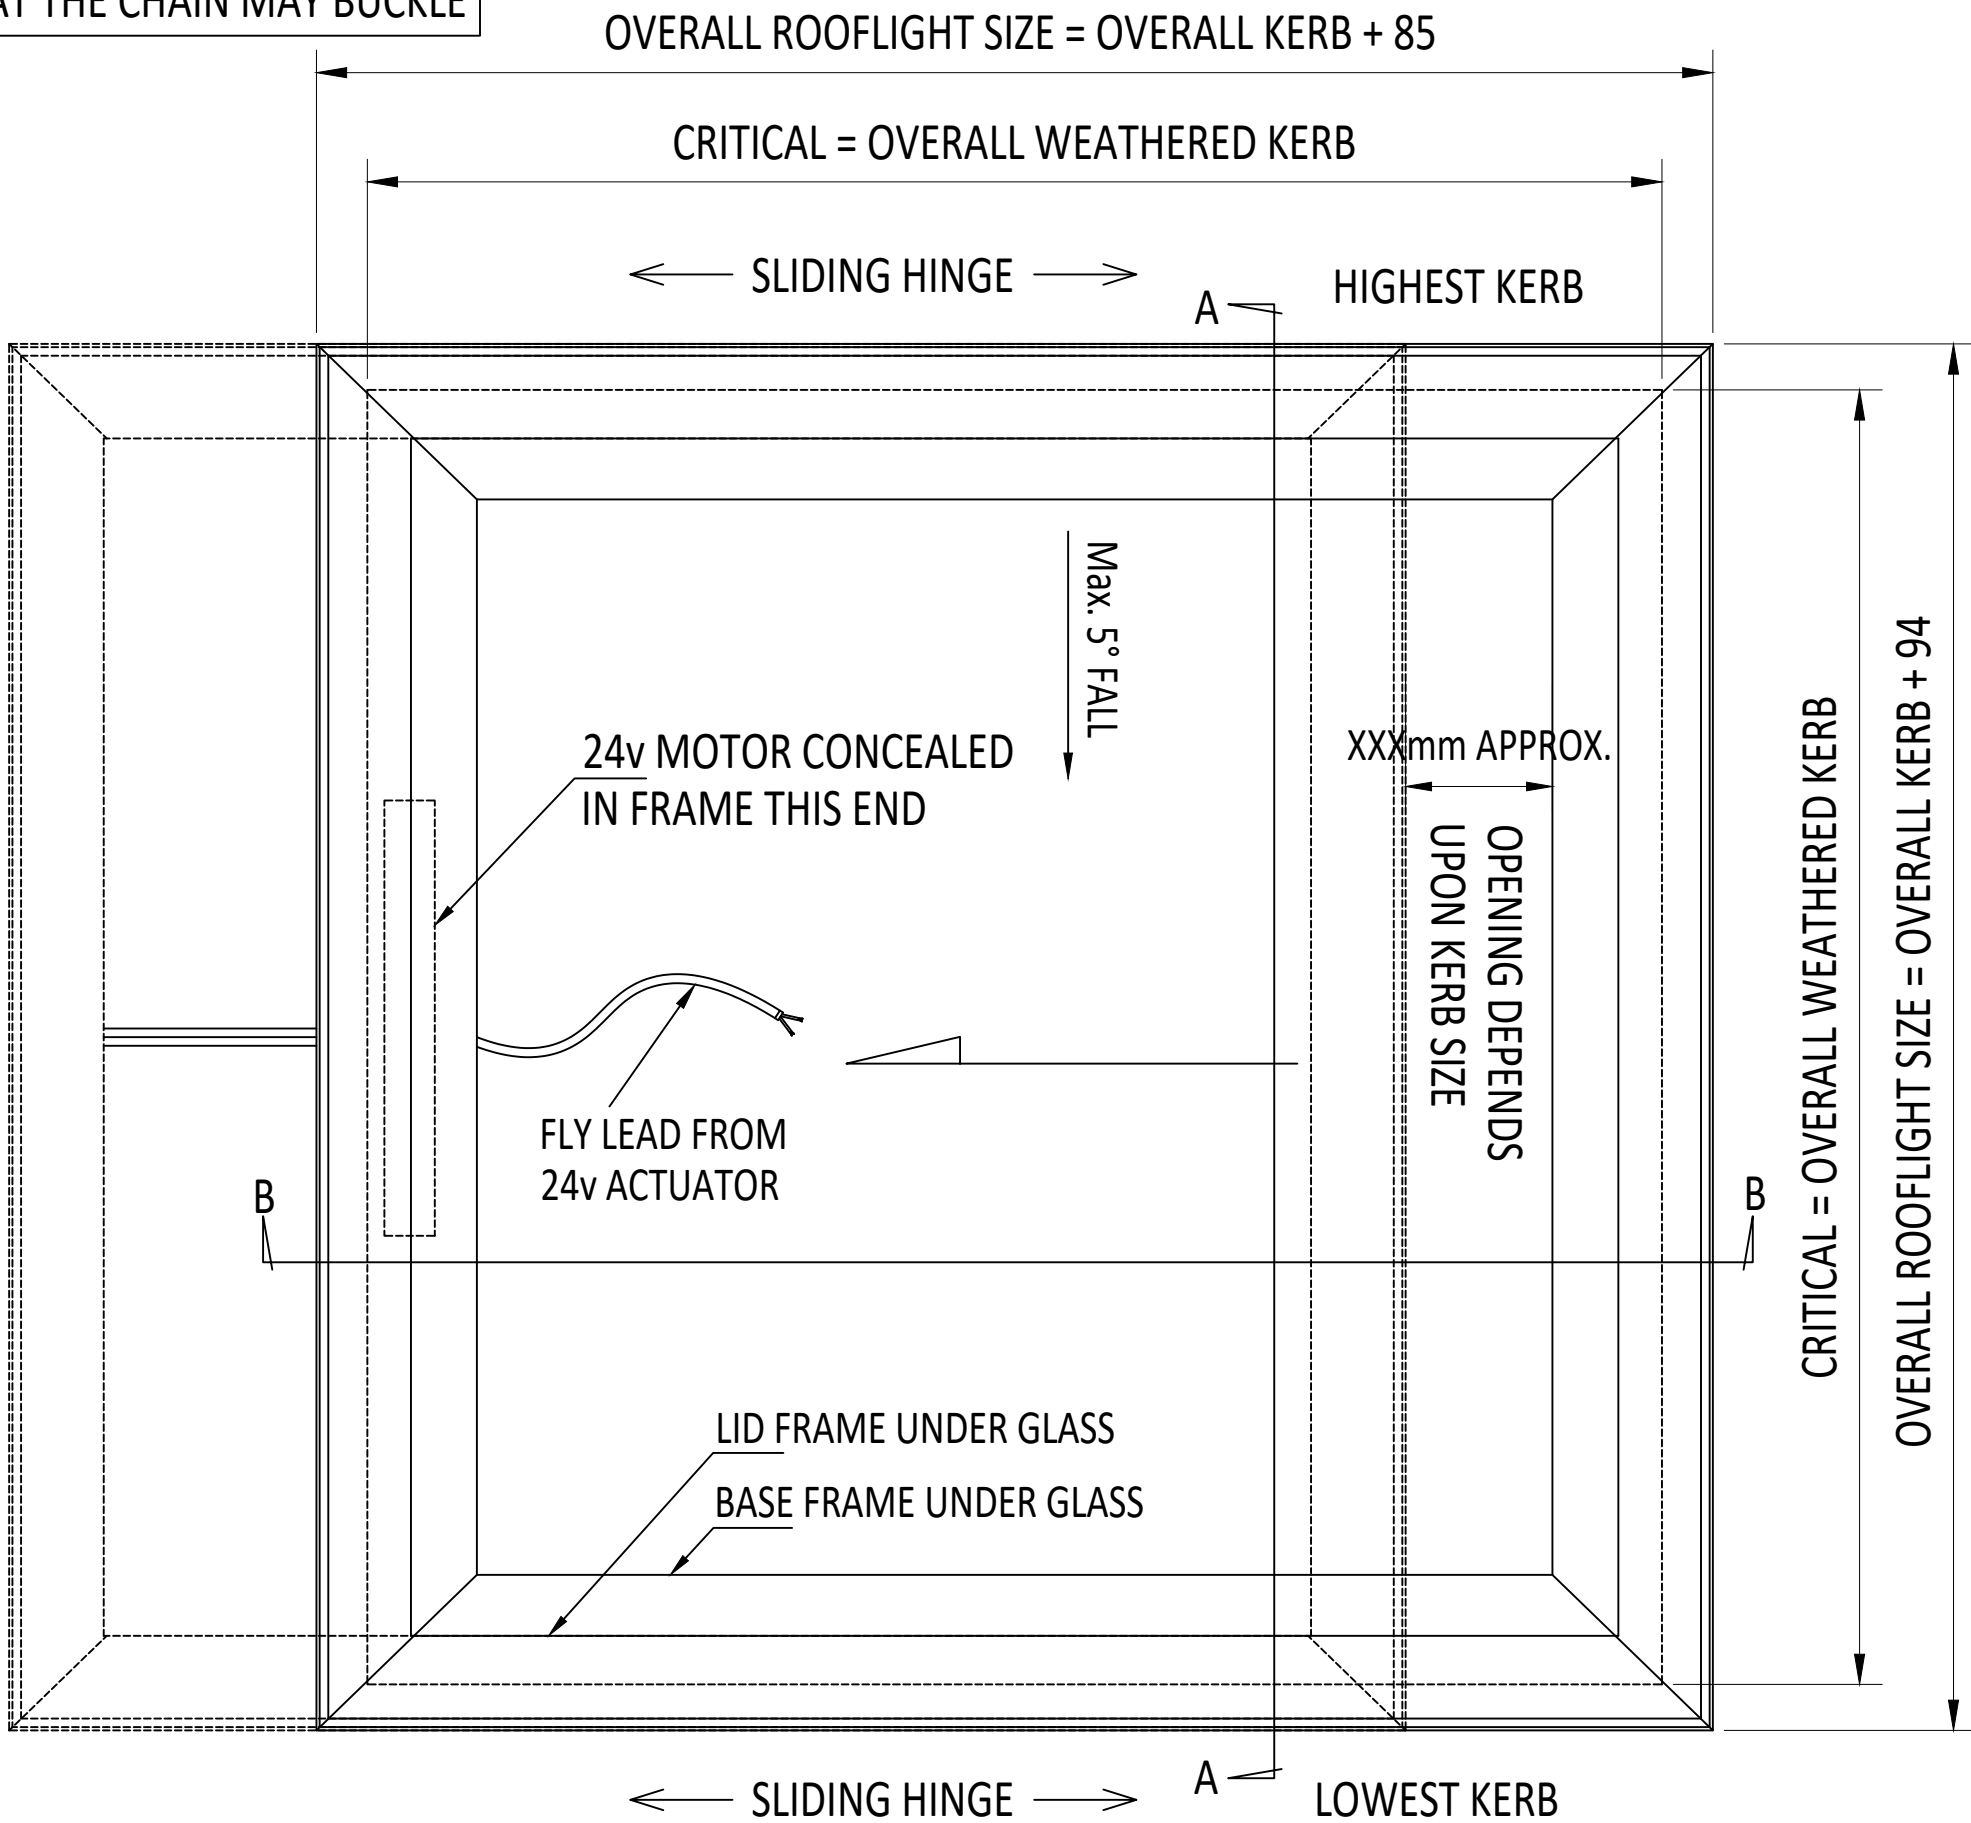 AT THE CHAIN MAY BUCKLE
OVERALL ROOFLIGHT SIZE = OVERALL KERB + 85
CRITICAL = OVERALL WEATHERED KERB
SLIDING HINGE
HIGHEST KERB
A
Max. 5° FALL
24v MOTOR CONCEALED
IN FRAME THIS END
XXXmm APPROX.
OPENING DEPENDS
UPON KERB SIZE
CRITICAL = OVERALL WEATHERED KERB
OVERALL ROOFLIGHT SIZE = OVERALL KERB + 94
FLY LEAD FROM
24v ACTUATOR
B
B
LID FRAME UNDER GLASS
BASE FRAME UNDER GLASS
A
SLIDING HINGE
LOWEST KERB